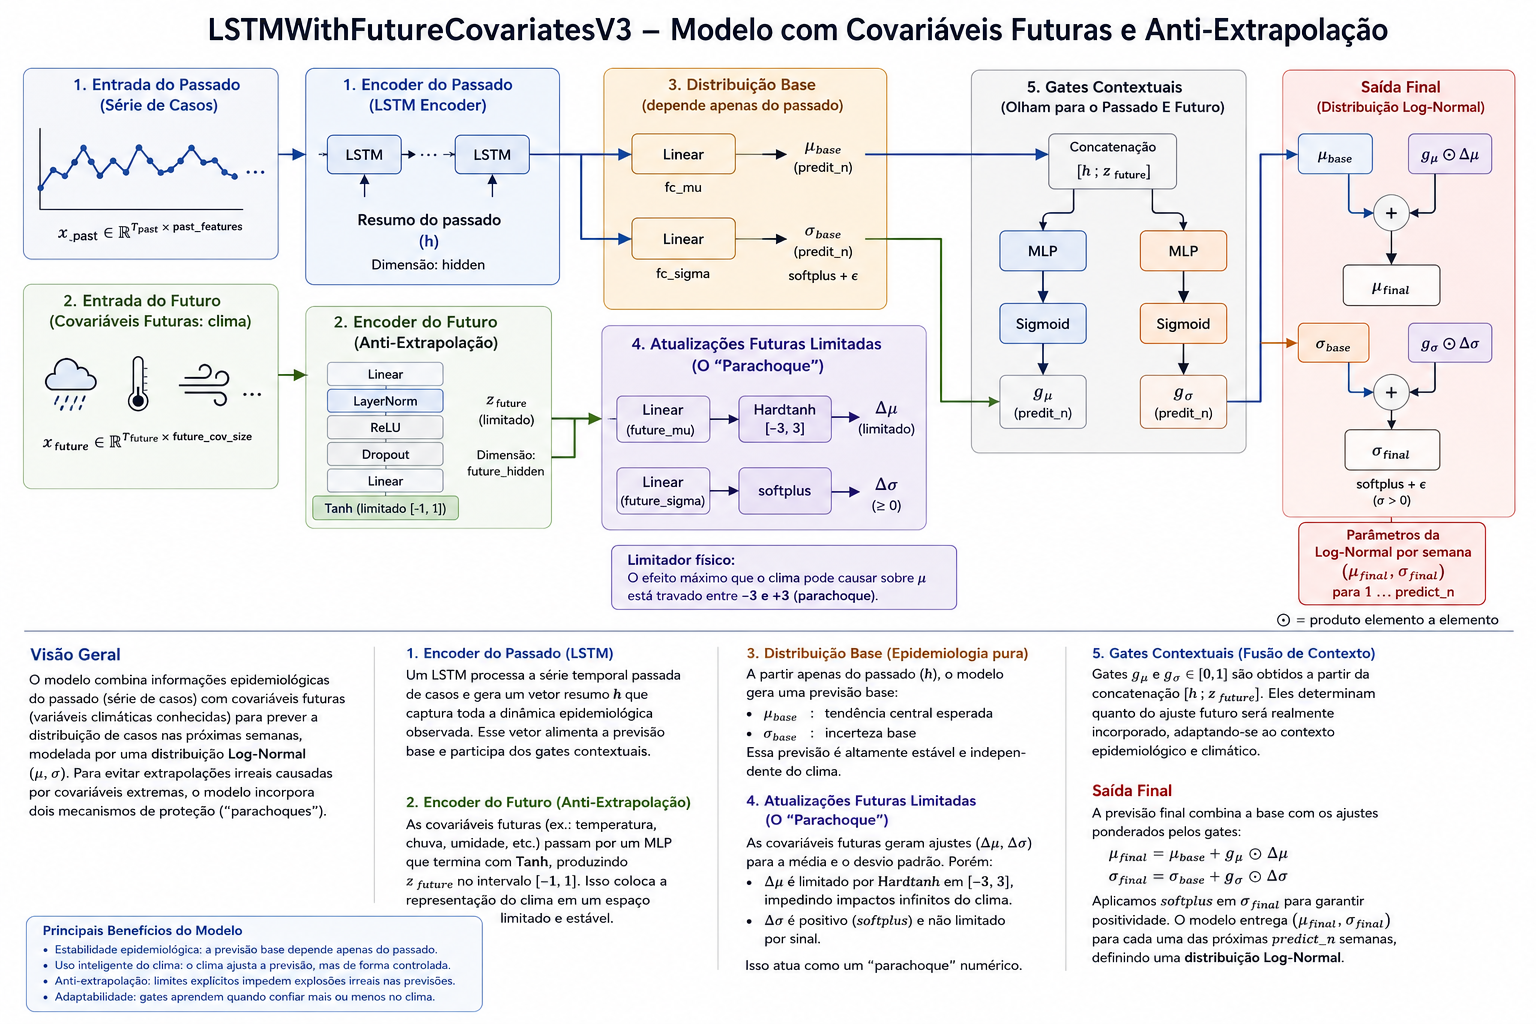 LSTMWithFutureCovariatesV3 – Modelo com Covariáveis Futuras e Anti-Extrapolação
1. Entrada do Passado
(Série de Casos)
...
x_past ∈ ℝ^T_past × past_features
2. Entrada do Futuro
(Covariáveis Futuras: clima)
...
x_future ∈ ℝ^T_future × future_cov_size
1. Encoder do Passado
(LSTM Encoder)
LSTM
...
LSTM
Resumo do passado
(h)
Dimensão: hidden
2. Encoder do Futuro
(Anti-Extrapolação)
Linear
LayerNorm
ReLU
Dropout
Linear
Tanh (limitado [-1, 1])
z_future
(limitado)
Dimensão:
future_hidden
3. Distribuição Base
(depende apenas do passado)
Linear
fc_mu
μ_base
(predit_n)
Linear
fc_sigma
σ_base
(predit_n)
softplus + ϵ
4. Atualizações Futuras Limitadas
(O “Parachoque”)
Linear
(future_mu)
Hardtanh
[−3, 3]
Δμ
(limitado)
Linear
(future_sigma)
softplus
Δσ
(≥ 0)
Limitador físico:
O efeito máximo que o clima pode causar sobre μ
está travado entre −3 e +3 (parachoque).
5. Gates Contextuais
(Olham para o Passado E Futuro)
Concatenação
[h ; z_future]
MLP
MLP
Sigmoid
Sigmoid
g_μ
(predit_n)
g_σ
(predit_n)
Saída Final
(Distribuição Log-Normal)
μ_base
g_μ ⊙ Δμ
+
μ_final
σ_base
g_σ ⊙ Δσ
+
σ_final
softplus + ϵ
(σ > 0)
Parâmetros da
Log-Normal por semana
(μ_final, σ_final)
para 1 ... predict_n
⊙ = produto elemento a elemento
Visão Geral
O modelo combina informações epidemiológicas
do passado (série de casos) com covariáveis futuras
(variáveis climáticas conhecidas) para prever a
distribuição de casos nas próximas semanas,
modelada por uma distribuição Log-Normal
(μ, σ). Para evitar extrapolações irreais causadas
por covariáveis extremas, o modelo incorpora
dois mecanismos de proteção (“parachoques”).
Principais Benefícios do Modelo
• Estabilidade epidemiológica: a previsão base depende apenas do passado.
• Uso inteligente do clima: o clima ajusta a previsão, mas de forma controlada.
• Anti-extrapolação: limites explícitos impedem explosões irreais nas previsões.
• Adaptabilidade: gates aprendem quando confiar mais ou menos no clima.
1. Encoder do Passado (LSTM)
Um LSTM processa a série temporal passada
de casos e gera um vetor resumo h que
captura toda a dinâmica epidemiológica
observada. Esse vetor alimenta a previsão
base e participa dos gates contextuais.
2. Encoder do Futuro (Anti-Extrapolação)
As covariáveis futuras (ex.: temperatura,
chuva, umidade, etc.) passam por um MLP
que termina com Tanh, produzindo
z_future no intervalo [−1, 1]. Isso coloca a
representação do clima em um espaço
limitado e estável.
3. Distribuição Base (Epidemiologia pura)
A partir apenas do passado (h), o modelo
gera uma previsão base:
• μ_base : tendência central esperada
• σ_base : incerteza base
Essa previsão é altamente estável e indepen-
dente do clima.
4. Atualizações Futuras Limitadas
(O “Parachoque”)
As covariáveis futuras geram ajustes (Δμ, Δσ)
para a média e o desvio padrão. Porém:
• Δμ é limitado por Hardtanh em [−3, 3],
impedindo impactos infinitos do clima.
• Δσ é positivo (softplus) e não limitado
por sinal.
Isso atua como um “parachoque” numérico.
5. Gates Contextuais (Fusão de Contexto)
Gates g_μ e g_σ ∈ [0,1] são obtidos a partir da
concatenação [h ; z_future]. Eles determinam
quanto do ajuste futuro será realmente
incorporado, adaptando-se ao contexto
epidemiológico e climático.
Saída Final
A previsão final combina a base com os ajustes
ponderados pelos gates:
μ_final = μ_base + g_μ ⊙ Δμ
σ_final = σ_base + g_σ ⊙ Δσ
Aplicamos softplus em σ_final para garantir
positividade. O modelo entrega (μ_final, σ_final)
para cada uma das próximas predict_n semanas,
definindo uma distribuição Log-Normal.